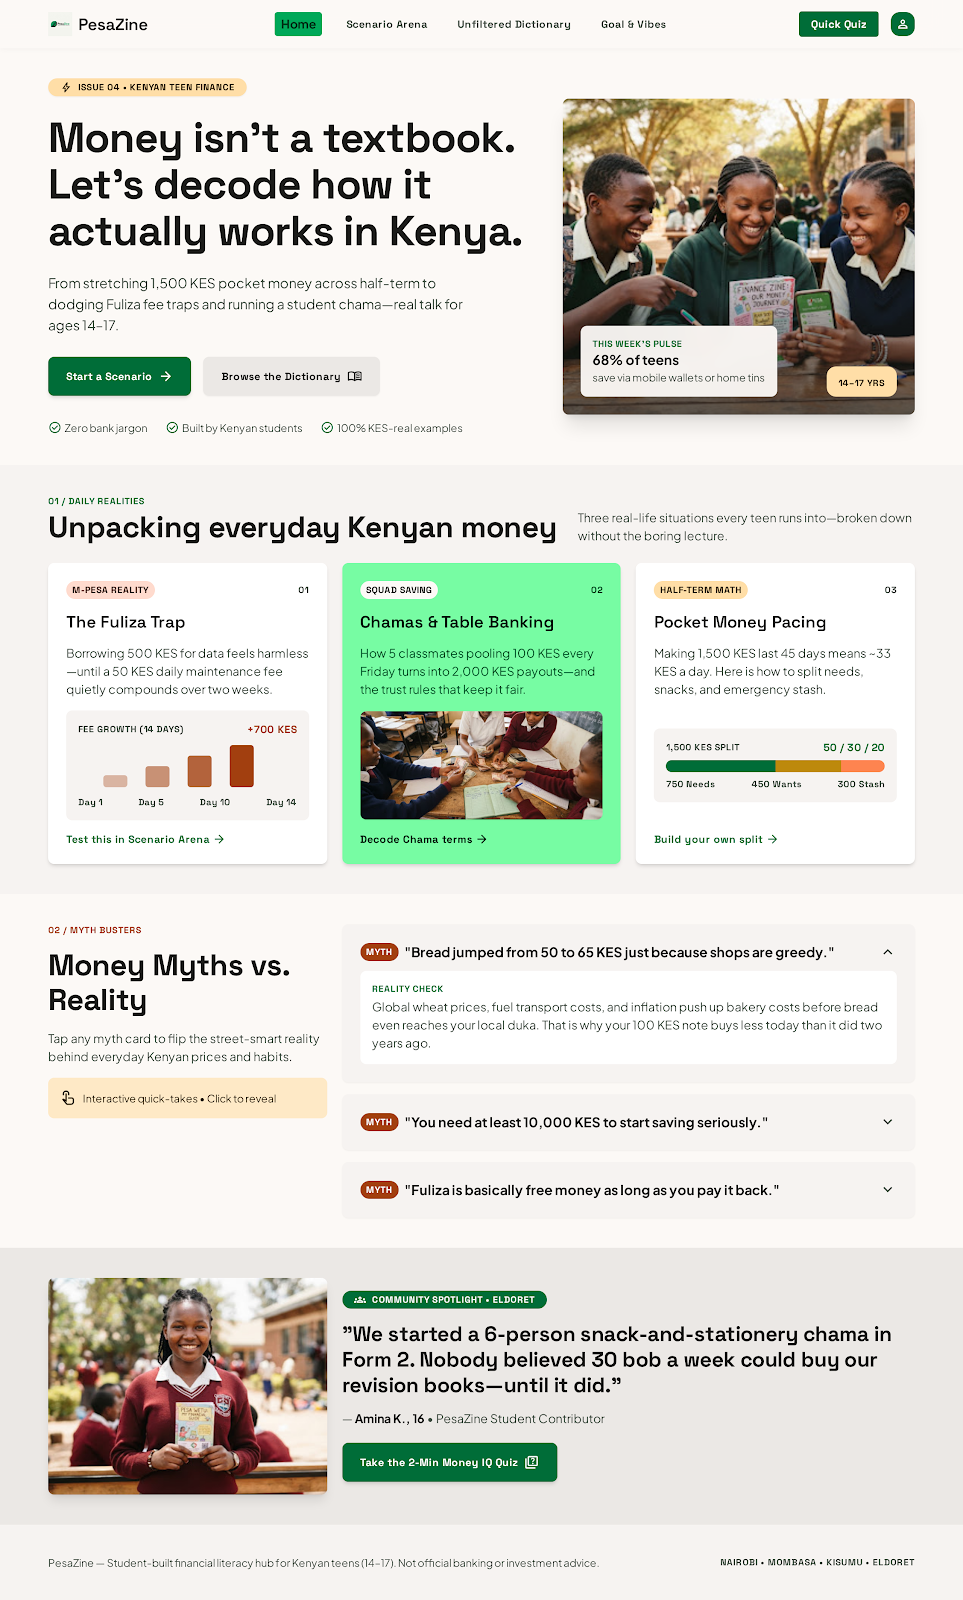 PesaZine
Home
Scenario Arena
Unfiltered Dictionary
Goal & Vibes
Quick Quiz
ISSUE 04 • KENYAN TEEN FINANCE
Money isn't a textbook.
Let's decode how it
actually works in Kenya.
From stretching 1,500 KES pocket money across half-term to
dodging Fuliza fee traps and running a student chama—real talk for
ages 14–17.
Start a Scenario
Browse the Dictionary
Zero bank jargon
Built by Kenyan students
100% KES-real examples
FINANCE ZINE
OUR MONEY
JOURNEY
THIS WEEK'S PULSE
68% of teens
save via mobile wallets or home tins
14–17 YRS
01 / DAILY REALITIES
Unpacking everyday Kenyan money
Three real-life situations every teen runs into—broken down
without the boring lecture.
M-PESA REALITY
01
The Fuliza Trap
Borrowing 500 KES for data feels harmless
—until a 50 KES daily maintenance fee
quietly compounds over two weeks.
FEE GROWTH (14 DAYS)
+700 KES
Day 1
Day 5
Day 10
Day 14
Test this in Scenario Arena
SQUAD SAVING
02
Chamas & Table Banking
How 5 classmates pooling 100 KES every
Friday turns into 2,000 KES payouts—and
the trust rules that keep it fair.
Decode Chama terms
HALF-TERM MATH
03
Pocket Money Pacing
Making 1,500 KES last 45 days means ~33
KES a day. Here is how to split needs,
snacks, and emergency stash.
1,500 KES SPLIT
50 / 30 / 20
750 Needs
450 Wants
300 Stash
Build your own split
02 / MYTH BUSTERS
Money Myths vs.
Reality
Tap any myth card to flip the street-smart reality
behind everyday Kenyan prices and habits.
Interactive quick-takes • Click to reveal
MYTH
"Bread jumped from 50 to 65 KES just because shops are greedy."
REALITY CHECK
Global wheat prices, fuel transport costs, and inflation push up bakery costs before bread
even reaches your local duka. That is why your 100 KES note buys less today than it did two
years ago.
MYTH
"You need at least 10,000 KES to start saving seriously."
MYTH
"Fuliza is basically free money as long as you pay it back."
COMMUNITY SPOTLIGHT • ELDORET
"We started a 6-person snack-and-stationery chama in
Form 2. Nobody believed 30 bob a week could buy our
revision books—until it did."
— Amina K., 16 • PesaZine Student Contributor
Take the 2-Min Money IQ Quiz
PesaZine — Student-built financial literacy hub for Kenyan teens (14–17). Not official banking or investment advice.
NAIROBI • MOMBASA • KISUMU • ELDORET